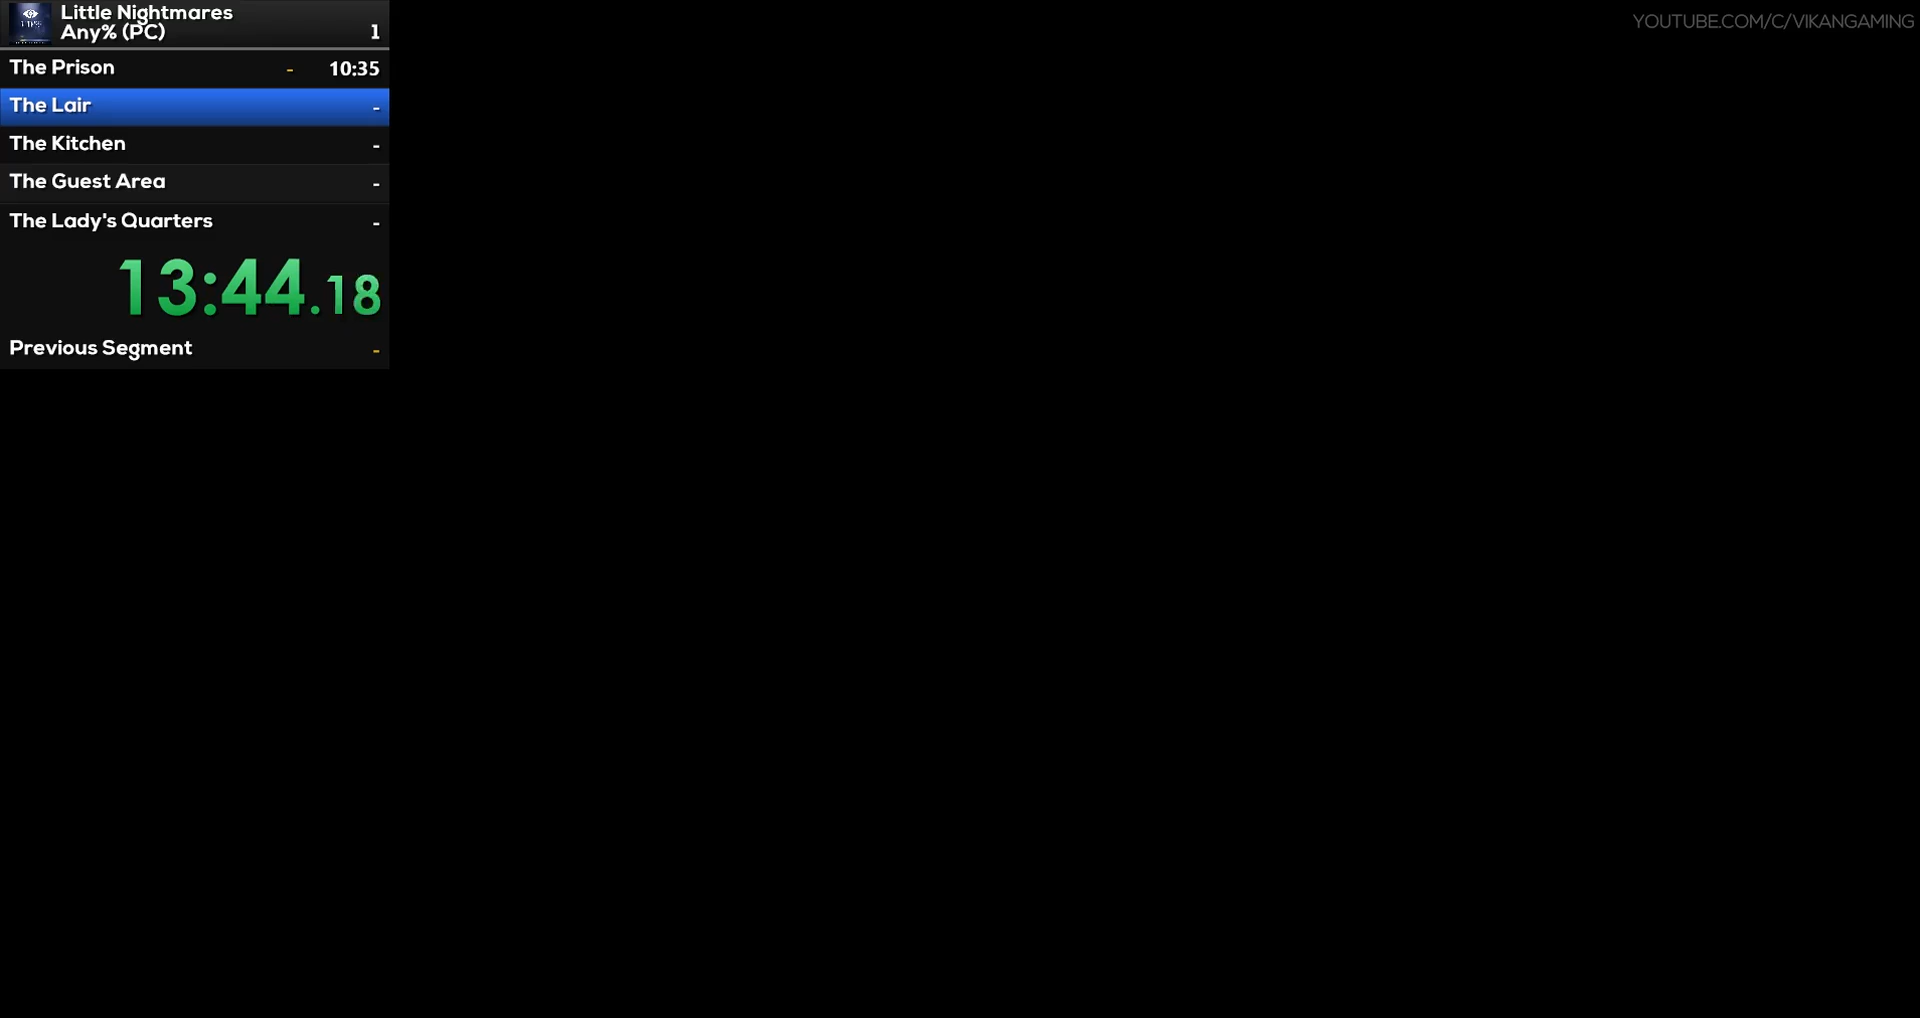 Little Nightmares
Any% (PC) 1
The Prison - 10:35
The Lair -
The Kitchen -
The Guest Area -
The Lady's Quarters -
13:44.18
Previous Segment -
YOUTUBE.COM/C/VIKANGAMING